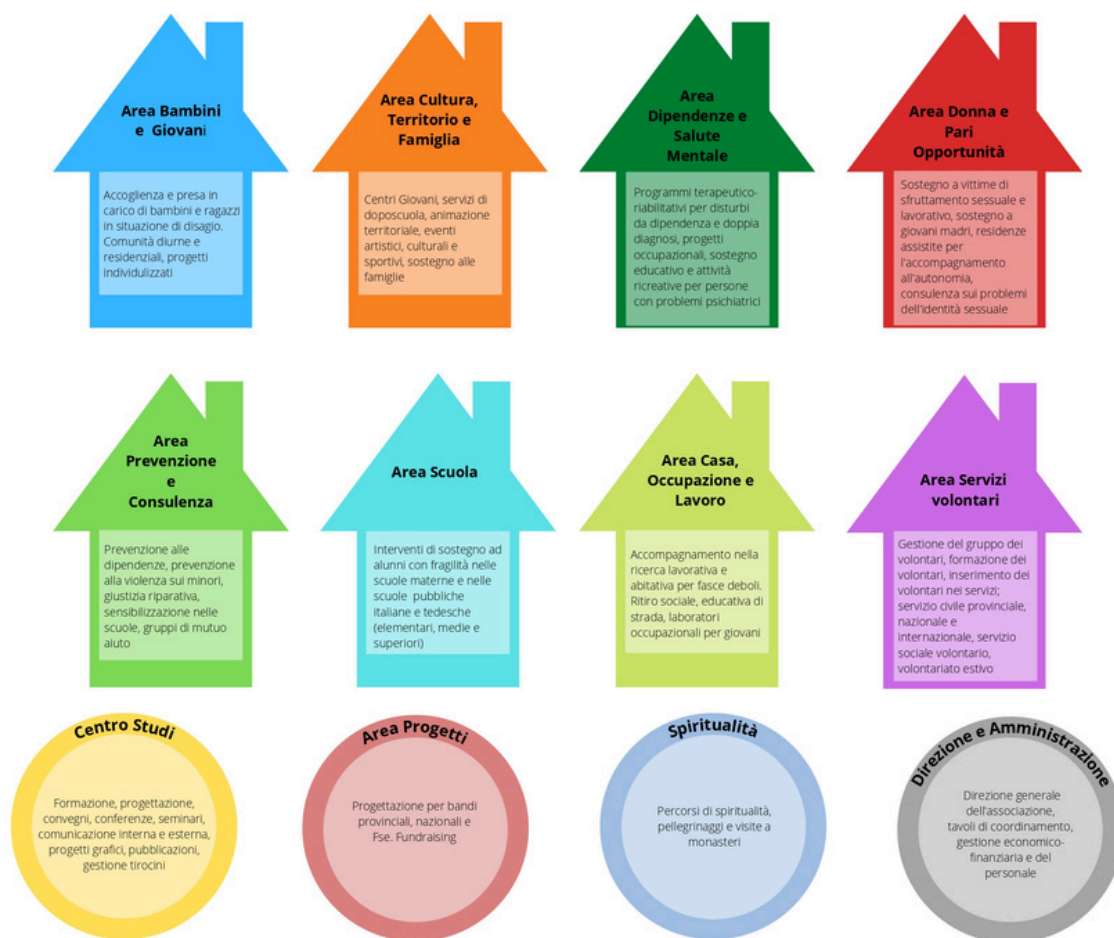 Area Bambini
e Giovani
Accoglienza e presa in
carico di bambini e ragazzi
in situazione di disagio.
Comunità diurne e
residenziali, progetti
individulizzati
Area Cultura,
Territorio e
Famiglia
Centri Giovani, servizi di
doposcuola, animazione
territoriale, eventi
artistici, culturali e
sportivi, sostegno alle
famiglie
Area
Dipendenze e
Salute
Mentale
Programmi terapeutico-
riabilitativi per disturbi
da dipendenza e doppia
diagnosi, progetti
occupazionali, sostegno
educativo e attività
ricreative per persone
con problemi psichiatrici
Area Donna e
Pari
Opportunità
Sostegno a vittime di
sfruttamento sessuale e
lavorativo, sostegno a
giovani madri, residenze
assistite per
l'accompagnamento
all'autonomia,
consulenza sui problemi
dell'identità sessuale
Area
Prevenzione
e
Consulenza
Prevenzione alle
dipendenze, prevenzione
alla violenza sui minori,
giustizia riparativa,
sensibilizzazione nelle
scuole, gruppi di mutuo
aiuto
Area Scuola
Interventi di sostegno ad
alunni con fragilità nelle
scuole materne e nelle
scuole pubbliche
italiane e tedesche
(elementari, medie e
superiori)
Area Casa,
Occupazione e
Lavoro
Accompagnamento nella
ricerca lavorativa e
abitativa per fasce deboli.
Ritiro sociale, educativa di
strada, laboratori
occupazionali per giovani
Area Servizi
volontari
Gestione del gruppo dei
volontari, formazione dei
volontari, inserimento dei
volontari nei servizi;
servizio civile provinciale,
nazionale e
internazionale, servizio
sociale volontario,
volontariato estivo
Centro Studi
Formazione, progettazione,
convegni, conferenze, seminari,
comunicazione interna e esterna,
progetti grafici, pubblicazioni,
gestione tirocini
Area Progetti
Progettazione per bandi
provinciali, nazionali e
Fse. Fundraising
Spiritualità
Percorsi di spiritualità,
pellegrinaggi e visite a
monasteri
Direzione e Amministrazione
Direzione generale
dell'associazione,
tavoli di coordinamento,
gestione economico-
finanziaria e del
personale